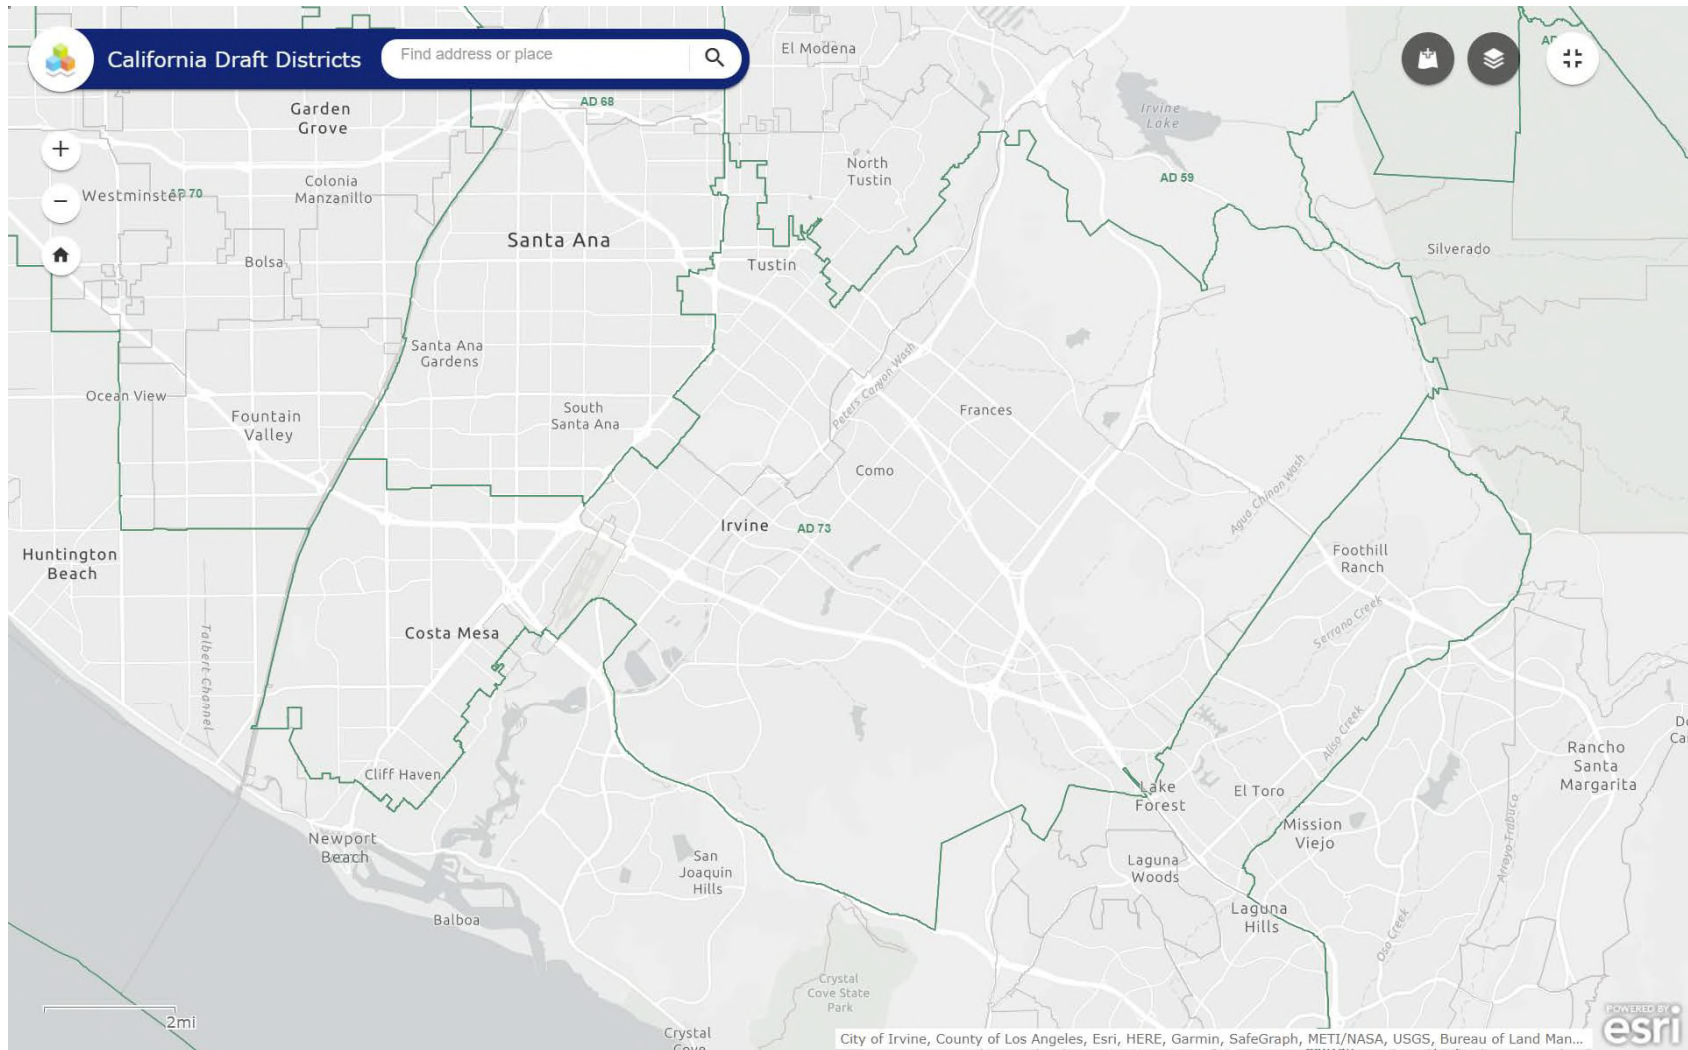 California Draft Districts
Find address or place
El Modena
AD 68
Garden
Grove
Irvine
Lake
North
Tustin
AD 59
Westminster
AD 70
Colonia
Manzanillo
Santa Ana
Silverado
Bolsa
Tustin
Santa Ana
Gardens
Ocean View
Fountain
Valley
South
Santa Ana
Peters Canyon Wash
Frances
Como
Agua Chinon Wash
Irvine
AD 73
Huntington
Beach
Foothill
Ranch
Talbert Channel
Costa Mesa
Serrano Creek
Aliso Creek
Rancho
Santa
Margarita
Cliff Haven
Lake
Forest
El Toro
Mission
Viejo
Arroyo Trabuco
Newport
Beach
San
Joaquin
Hills
Laguna
Woods
Balboa
Laguna
Hills
Oso Creek
Crystal
Cove State
Park
2mi
Crystal
Cove
City of Irvine, County of Los Angeles, Esri, HERE, Garmin, SafeGraph, METI/NASA, USGS, Bureau of Land Man...
POWERED BY
esri